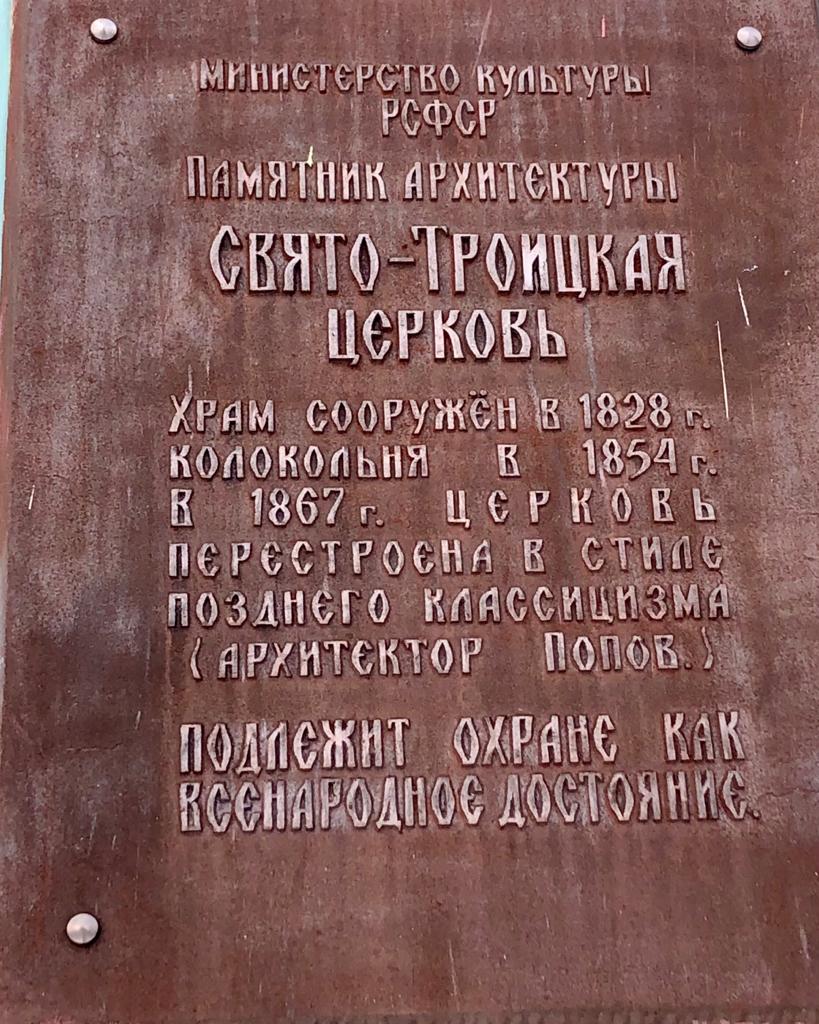 Министерство культуры
РСФСР
Памятник архитектуры
Свято-Троицкая
церковь
Храм сооружён в 1828 г.
колокольня в 1854 г.
в 1867 г. церковь
перестроена в стиле
позднего классицизма
(архитектор Попов.)
подлежит охране как
всенародное достояние.